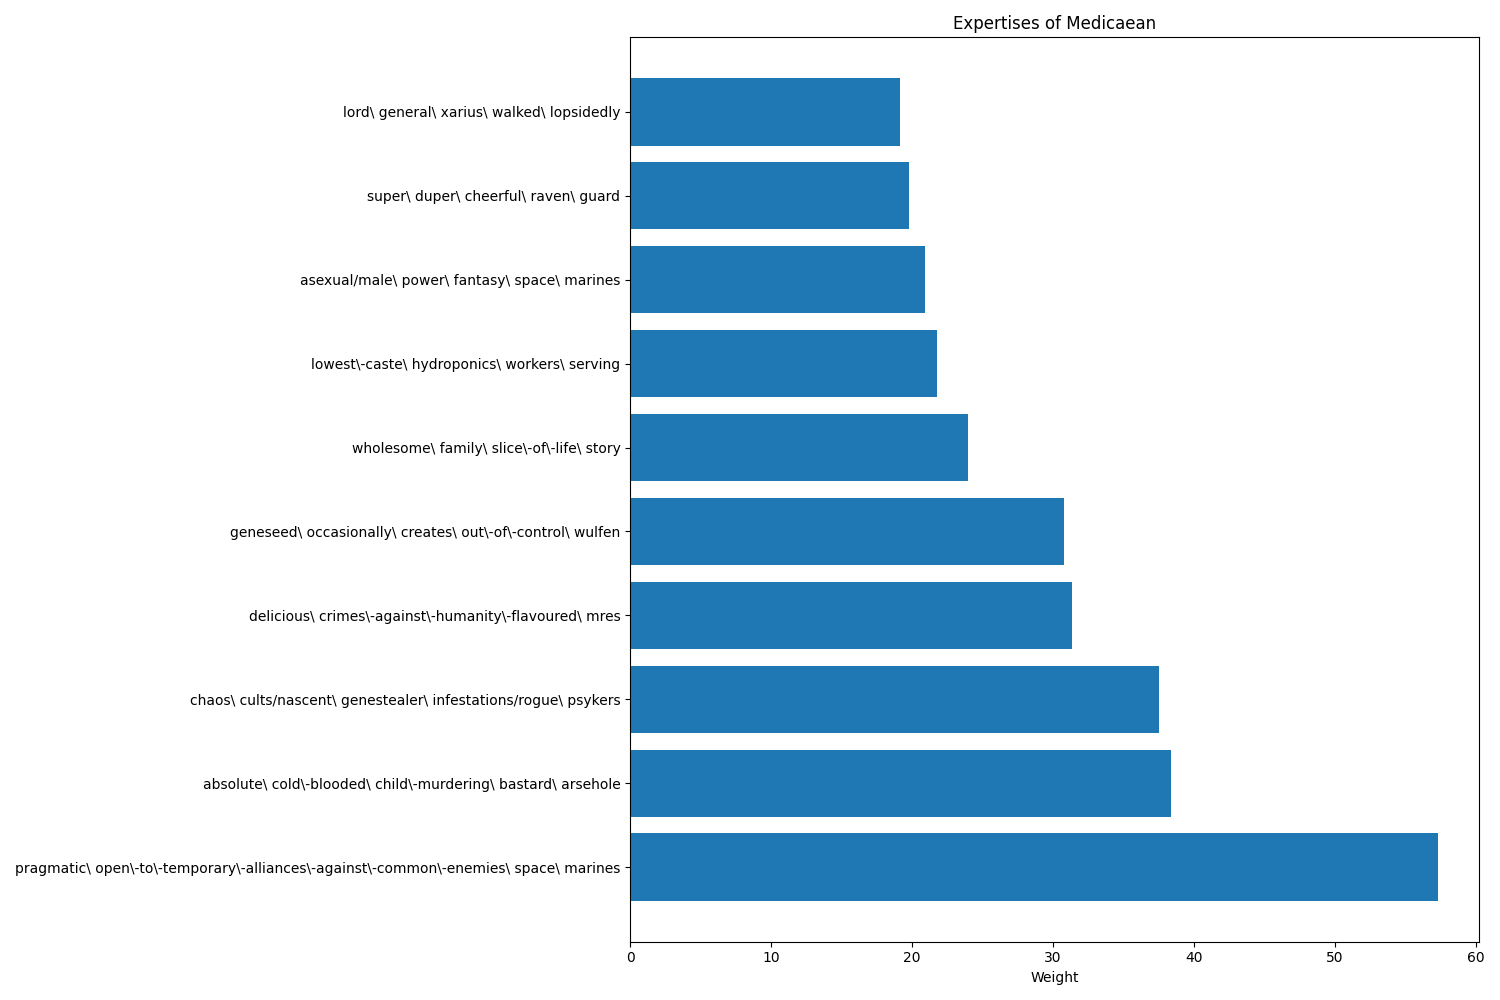 Expertises of Medicaean
lord\ general\ xarius\ walked\ lopsidedly
super\ duper\ cheerful\ raven\ guard
asexual/male\ power\ fantasy\ space\ marines
lowest\-caste\ hydroponics\ workers\ serving
wholesome\ family\ slice\-of\-life\ story
geneseed\ occasionally\ creates\ out\-of\-control\ wulfen
delicious\ crimes\-against\-humanity\-flavoured\ mres
chaos\ cults/nascent\ genestealer\ infestations/rogue\ psykers
absolute\ cold\-blooded\ child\-murdering\ bastard\ arsehole
pragmatic\ open\-to\-temporary\-alliances\-against\-common\-enemies\ space\ marines
0 10 20 30 40 50 60
Weight